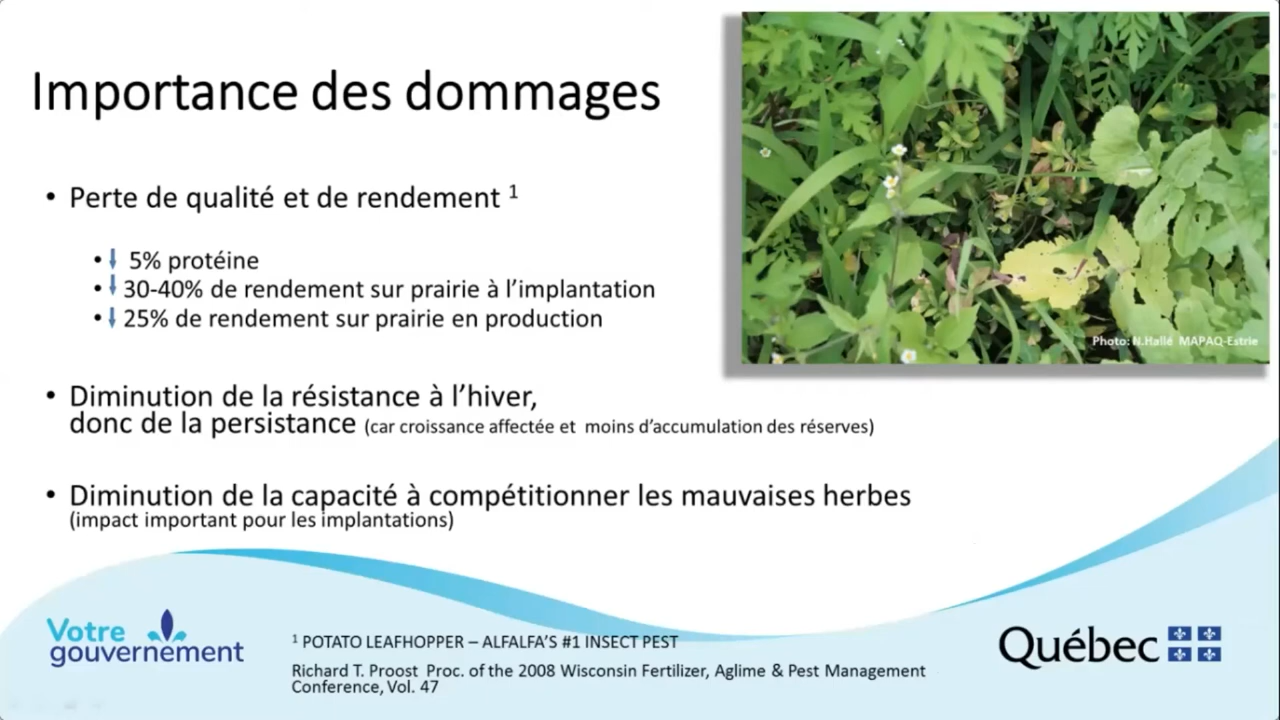 Importance des dommages
• Perte de qualité et de rendement ¹
• ⬇ 5% protéine
• ⬇ 30-40% de rendement sur prairie à l’implantation
• ⬇ 25% de rendement sur prairie en production
• Diminution de la résistance à l’hiver,
donc de la persistance (car croissance affectée et moins d’accumulation des réserves)
• Diminution de la capacité à compétitionner les mauvaises herbes
(impact important pour les implantations)
Photo: N.Hallé MAPAQ-Estrie
Votre
gouvernement
¹ POTATO LEAFHOPPER – ALFALFA’S #1 INSECT PEST
Richard T. Proost Proc. of the 2008 Wisconsin Fertilizer, Aglime & Pest Management
Conference, Vol. 47
Québec